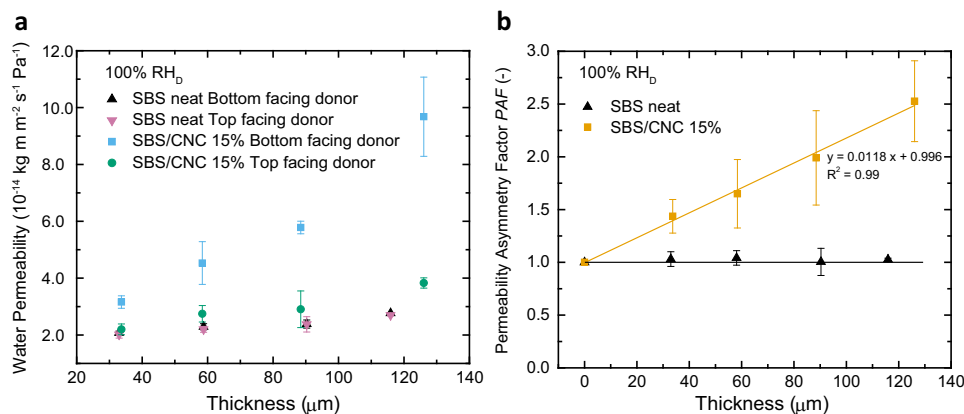 a
Water Permeability (10-14 kg m m-2 s-1 Pa-1)
12.0
10.0
8.0
6.0
4.0
2.0
100% RHD
SBS neat Bottom facing donor
SBS neat Top facing donor
SBS/CNC 15% Bottom facing donor
SBS/CNC 15% Top facing donor
20 40 60 80 100 120 140
Thickness (μm)
b
Permeability Asymmetry Factor PAF (-)
3.0
2.5
2.0
1.5
1.0
0.5
0.0
100% RHD
SBS neat
SBS/CNC 15%
y = 0.0118 x + 0.996
R2 = 0.99
0 20 40 60 80 100 120 140
Thickness (μm)